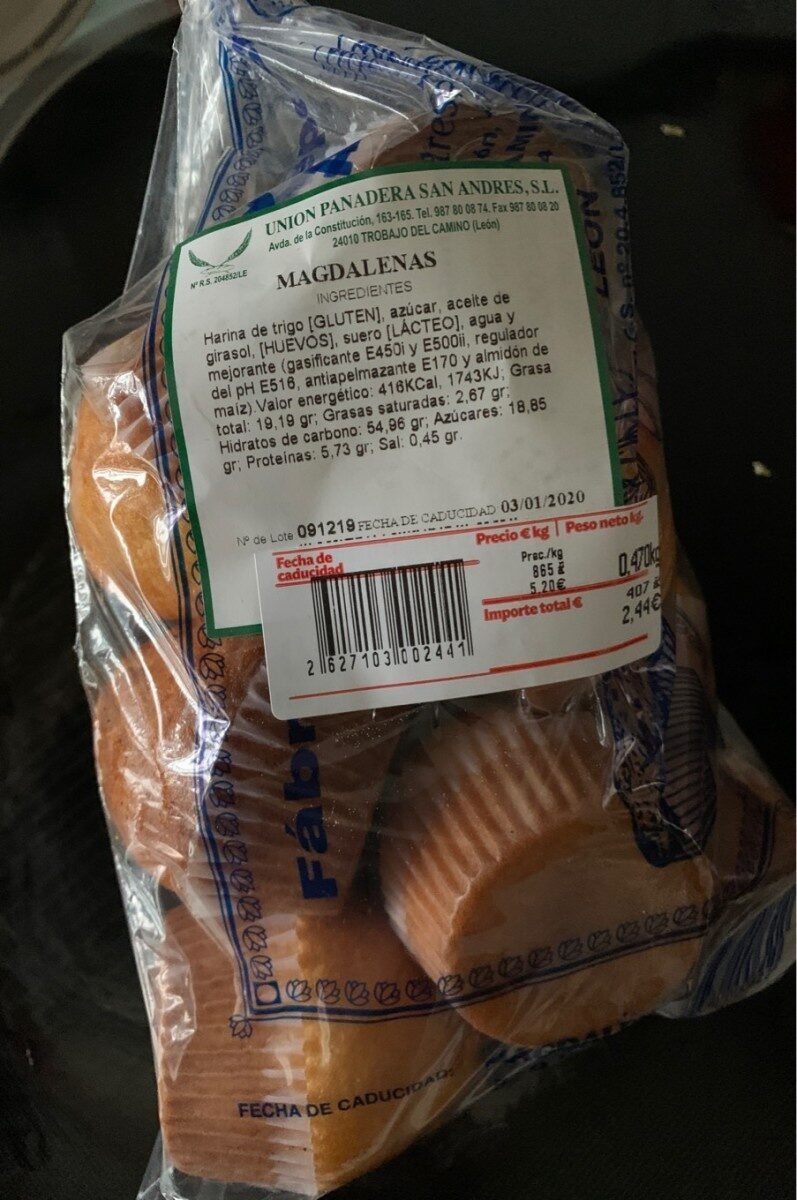 UNION PANADERA SAN ANDRES, S.L.
Avda. de la Constitución, 163-165. Tel. 987 80 08 74. Fax 987 80 08 20
24010 TROBAJO DEL CAMINO (León)
Nº R.S. 204852/LE
MAGDALENAS
INGREDIENTES
Harina de trigo [GLUTEN], azúcar, aceite de
girasol, [HUEVOS], suero [LÁCTEO], agua y
mejorante (gasificante E450i y E500ii, regulador
del pH E516, antiapelmazante E170 y almidón de
maíz).Valor energético: 416KCal, 1743KJ; Grasa
total: 19,19 gr; Grasas saturadas: 2,67 gr;
Hidratos de carbono: 54,96 gr; Azúcares: 18,85
gr; Proteínas: 5,73 gr; Sal: 0,45 gr.
Nº de Lote 091219 FECHA DE CADUCIDAD 03/01/2020
Fecha de
caducidad
Precio € kg
Peso neto kg.
Prec./kg
865
5.20€
0,470kg
407
Importe total €
2,44€
2 627103 002441
LEON
Fábr
FECHA DE CADUCIDAD: